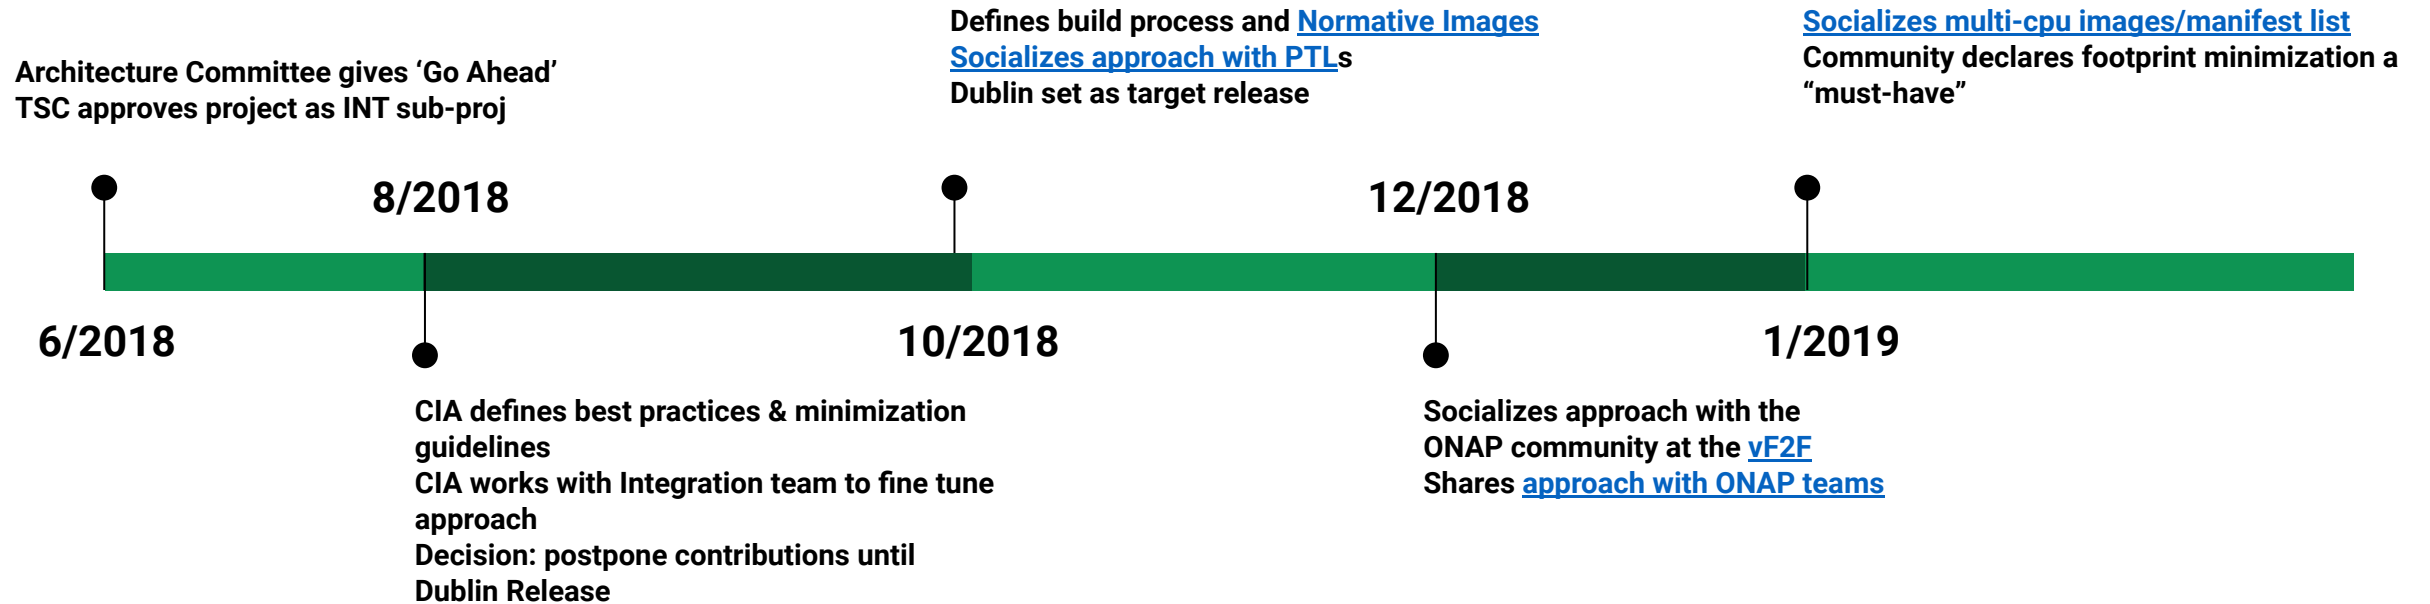 Architecture Committee gives ‘Go Ahead’
TSC approves project as INT sub-proj
Defines build process and Normative Images
Socializes approach with PTLs
Dublin set as target release
Socializes multi-cpu images/manifest list
Community declares footprint minimization a
“must-have”
8/2018
12/2018
6/2018
10/2018
1/2019
CIA defines best practices & minimization
guidelines
CIA works with Integration team to fine tune
approach
Decision: postpone contributions until
Dublin Release
Socializes approach with the
ONAP community at the vF2F
Shares approach with ONAP teams